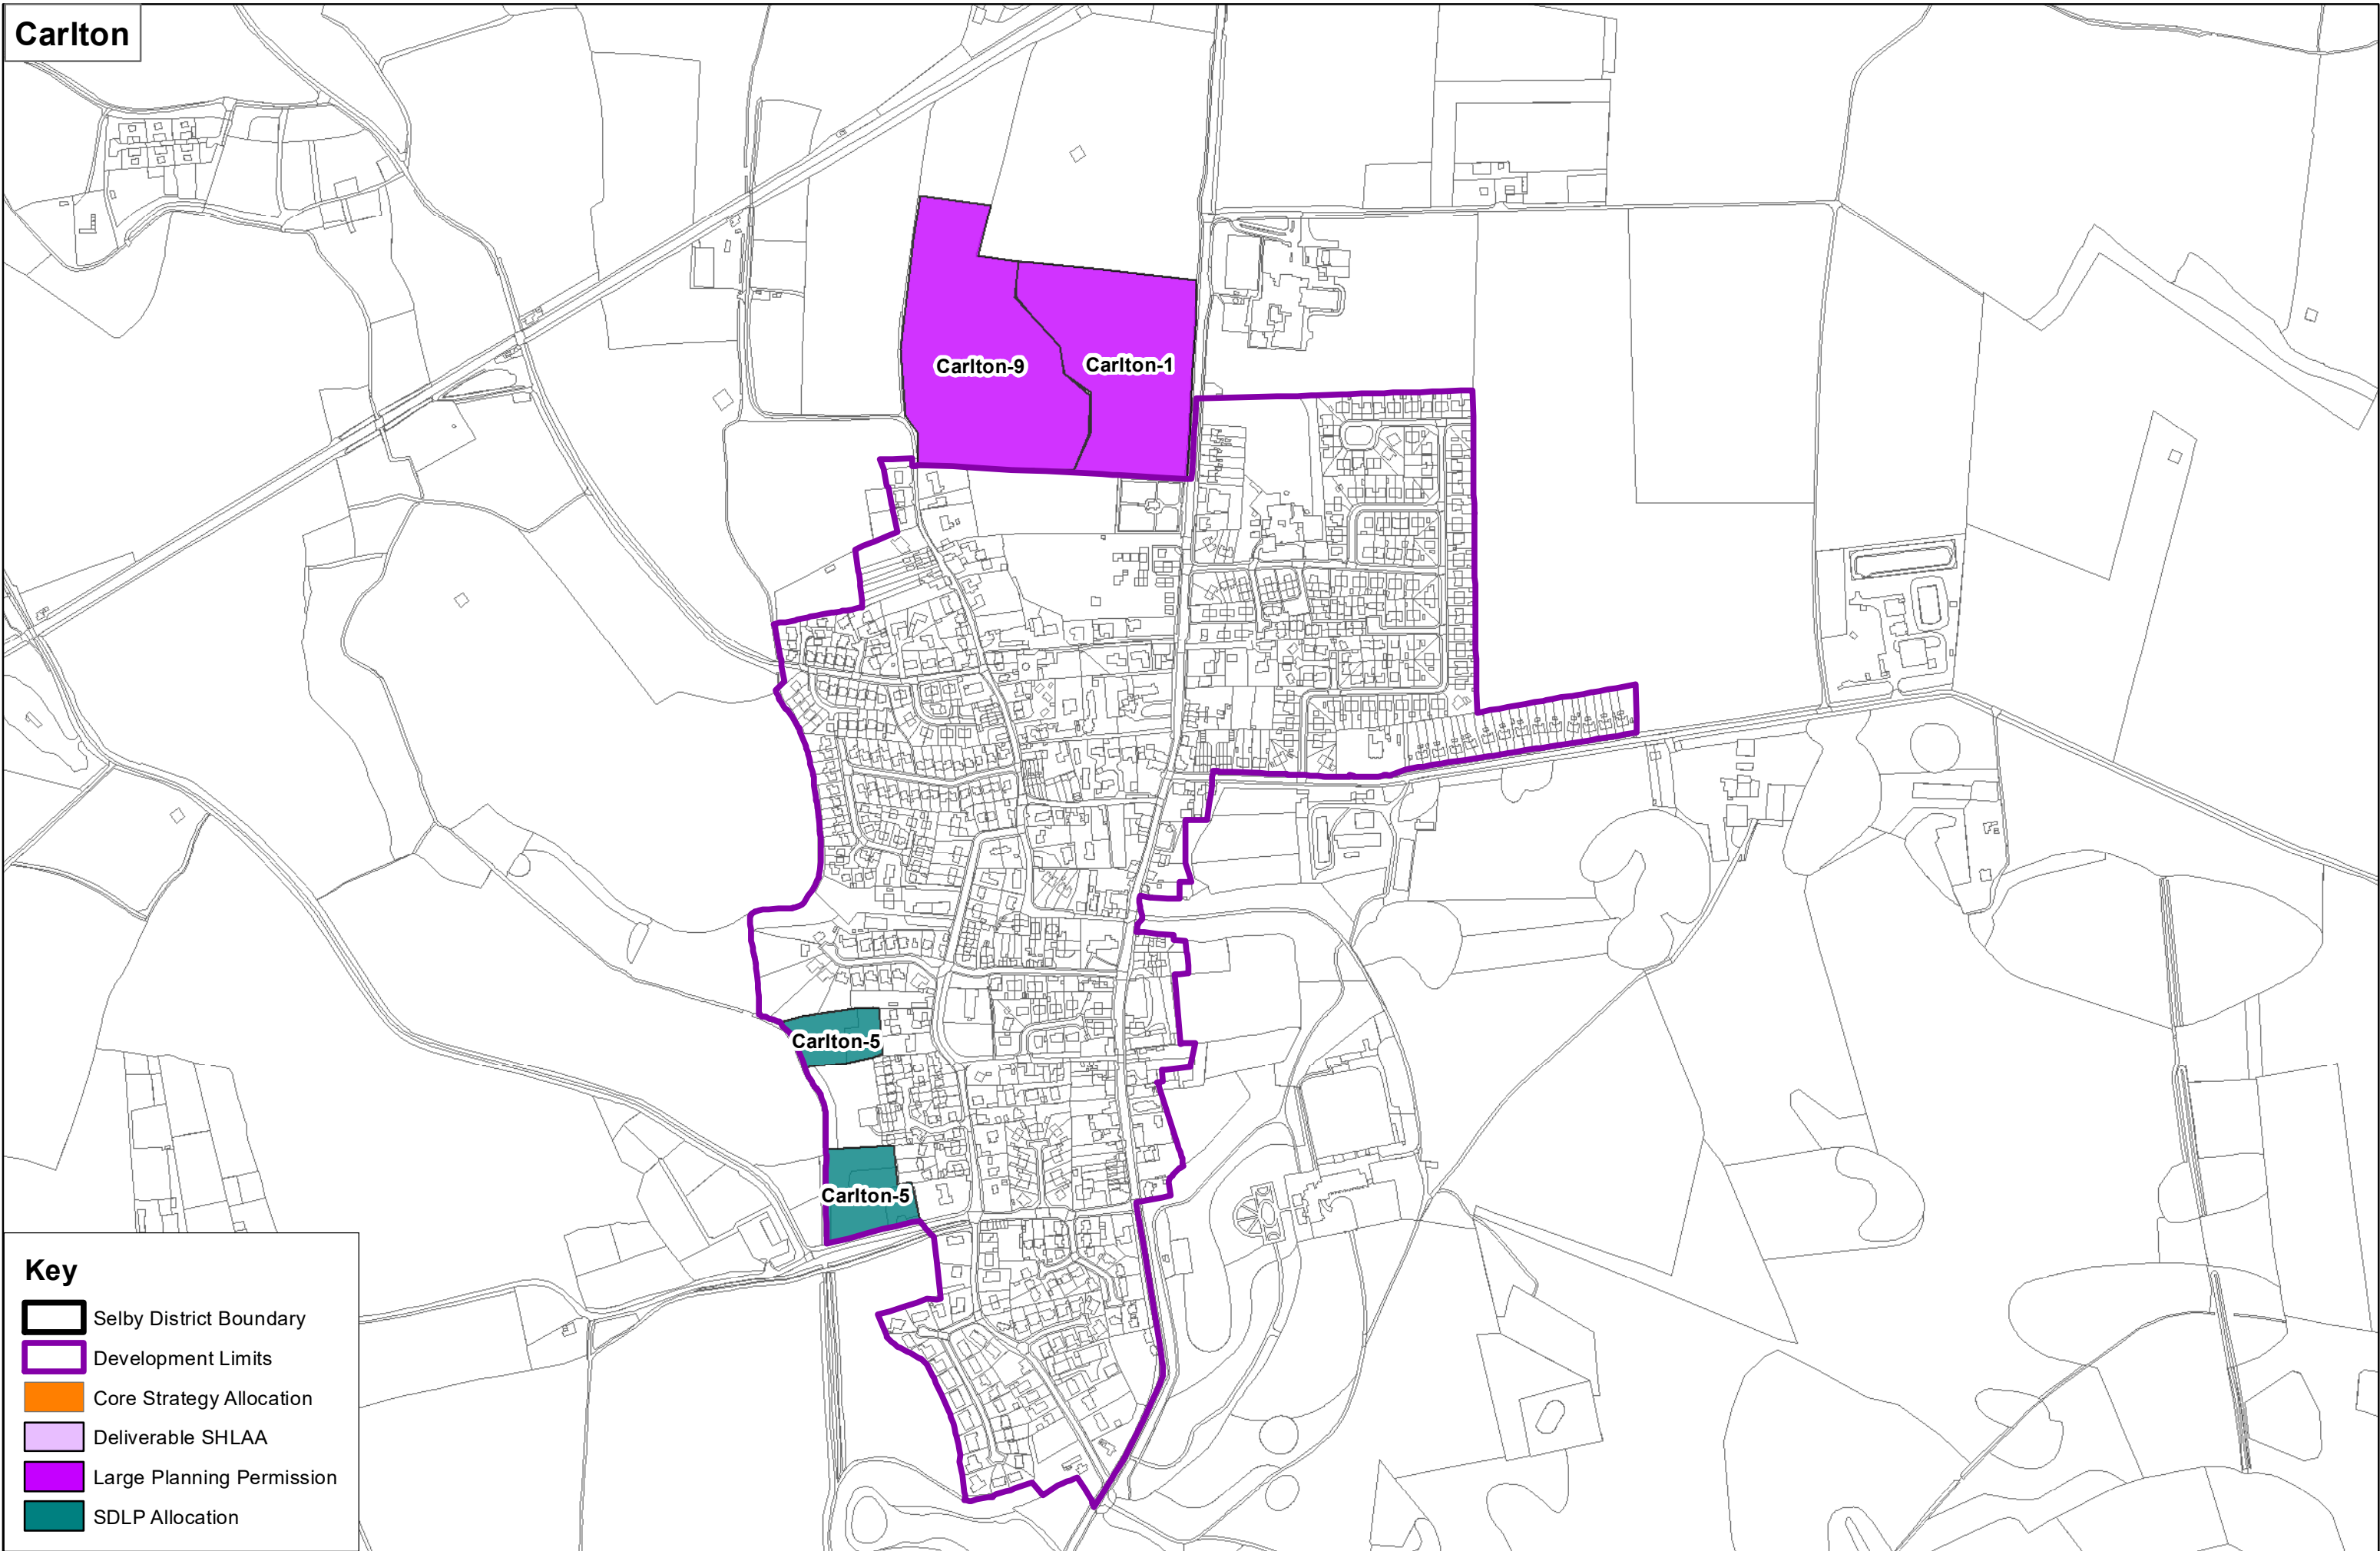 Carlton
Carlton-9
Carlton-1
Carlton-5
Carlton-5
Key
Selby District Boundary
Development Limits
Core Strategy Allocation
Deliverable SHLAA
Large Planning Permission
SDLP Allocation